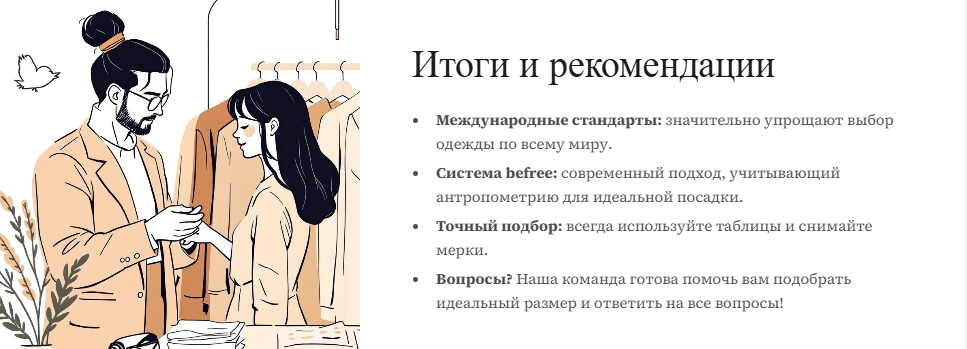 Итоги и рекомендации
• Международные стандарты: значительно упрощают выбор
одежды по всему миру.
• Система befree: современный подход, учитывающий
антропометрию для идеальной посадки.
• Точный подбор: всегда используйте таблицы и снимайте
мерки.
• Вопросы? Наша команда готова помочь вам подобрать
идеальный размер и ответить на все вопросы!